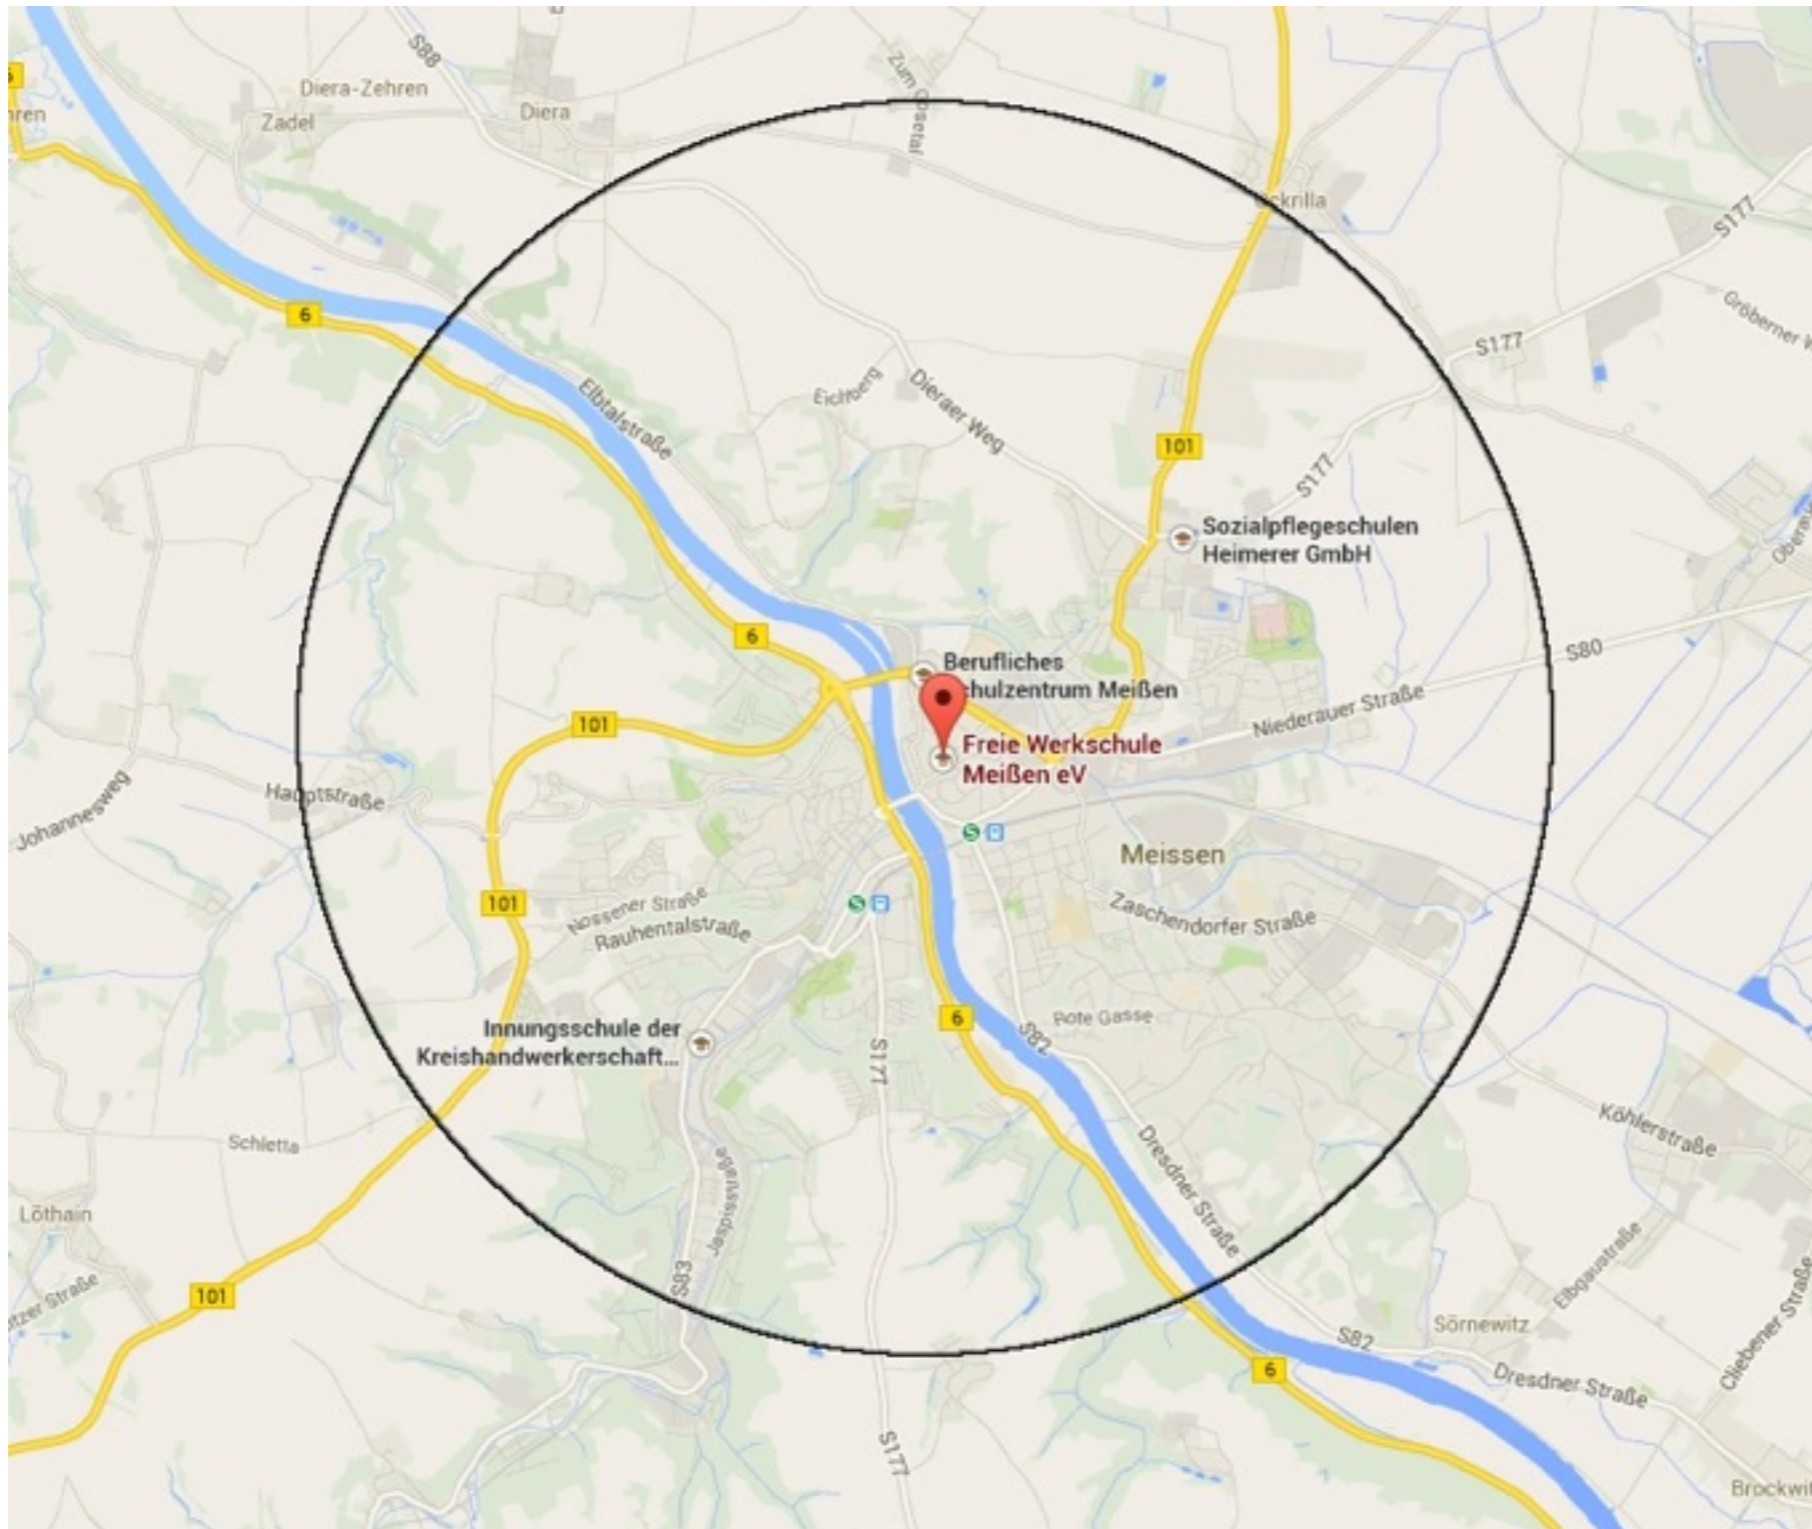 S88
Diera-Zehren
Diera
Zadel
Zum Gosetal
Ockrilla
S177
6
S177
Gröberner
Elbtalstraße
Eichberg
Dieraer Weg
101
S177
Sozialpflegeschulen
Heimerer GmbH
S80
6
Berufliches
chulzentrum Meißen
Niederauer Straße
101
Freie Werkschule
Meißen eV
Johannesweg
Hauptstraße
S
Meissen
101
Nossener Straße
Rauhentalstraße
S
Zaschendorfer Straße
6
Rote Gasse
S82
Innungsschule der
Kreishandwerkerschaft...
S177
Köhlerstraße
Schletta
Dresdner Straße
Jaspisstraße
Löthain
S83
101
Elbgaustraße
Cliebener Straße
Sörnewitz
S82
6
Dresdner Straße
S177